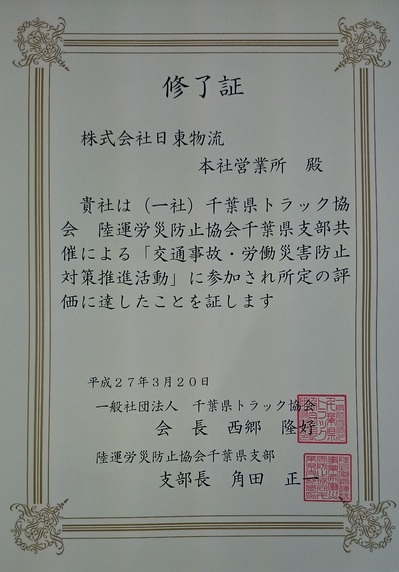 修了証
株式会社日東物流
本社営業所　殿
貴社は（一社）千葉県トラック協
会　陸運労災防止協会千葉県支部共
催による「交通事故・労働災害防止
対策推進活動」に参加され所定の評
価に達したことを証します
平成２７年３月２０日
一般社団法人　千葉県トラック協会
会　長　西郷　隆好
陸運労災防止協会千葉県支部
支部長　角田　正一